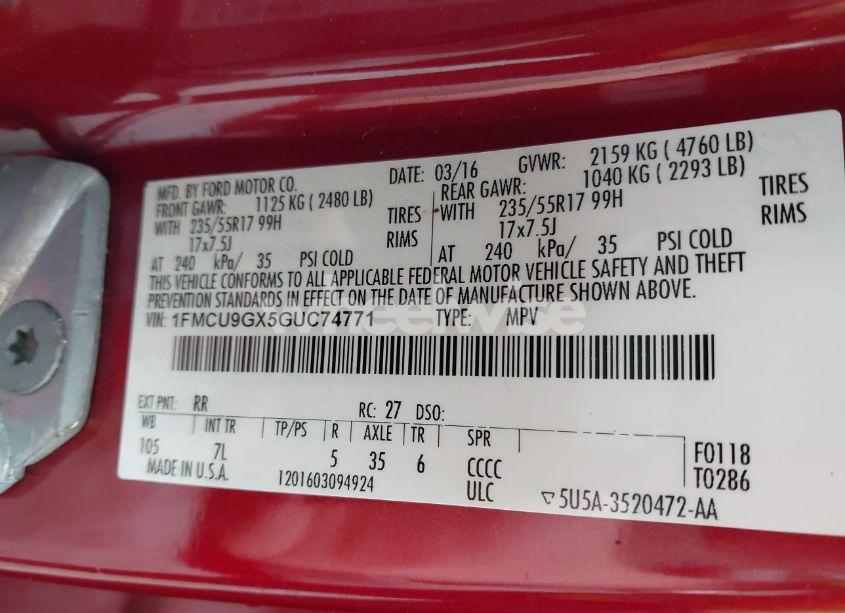 MFD. BY FORD MOTOR CO. DATE: 03/16 GVWR: 2159 KG ( 4760 LB)
FRONT GAWR: 1125 KG ( 2480 LB) REAR GAWR: 1040 KG ( 2293 LB)
WITH 235/55R17 99H TIRES WITH 235/55R17 99H TIRES
17x7.5J RIMS 17x7.5J RIMS
AT 240 kPa/ 35 PSI COLD AT 240 kPa/ 35 PSI COLD
THIS VEHICLE CONFORMS TO ALL APPLICABLE FEDERAL MOTOR VEHICLE SAFETY AND THEFT
PREVENTION STANDARDS IN EFFECT ON THE DATE OF MANUFACTURE SHOWN ABOVE.
VIN: 1FMCU9GX5GUC74771 TYPE: MPV
EXT PNT: RR RC: 27 DSO:
WB INT TR TP/PS R AXLE TR SPR
105 7L 5 35 6 CCCC F0118
MADE IN U.S.A. 1201603094924 ULC T0286
5U5A-3520472-AA